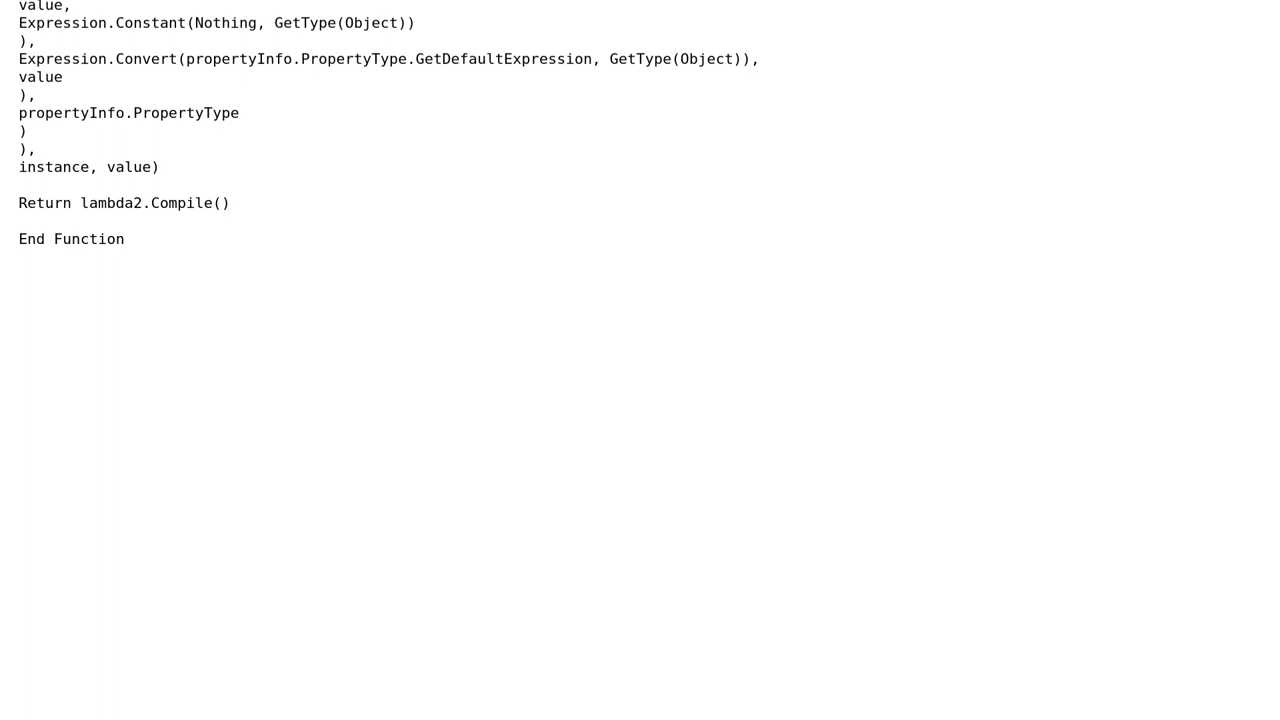 value,
Expression.Constant(Nothing, GetType(Object))
),
Expression.Convert(propertyInfo.PropertyType.GetDefaultExpression, GetType(Object)),
value
),
propertyInfo.PropertyType
)
),
instance, value)
Return lambda2.Compile()
End Function